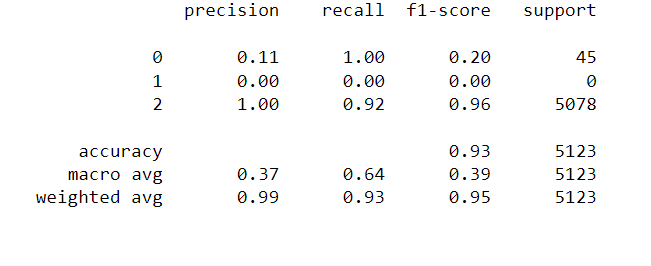 precision recall f1-score support
0 0.11 1.00 0.20 45
1 0.00 0.00 0.00 0
2 1.00 0.92 0.96 5078
accuracy 0.93 5123
macro avg 0.37 0.64 0.39 5123
weighted avg 0.99 0.93 0.95 5123